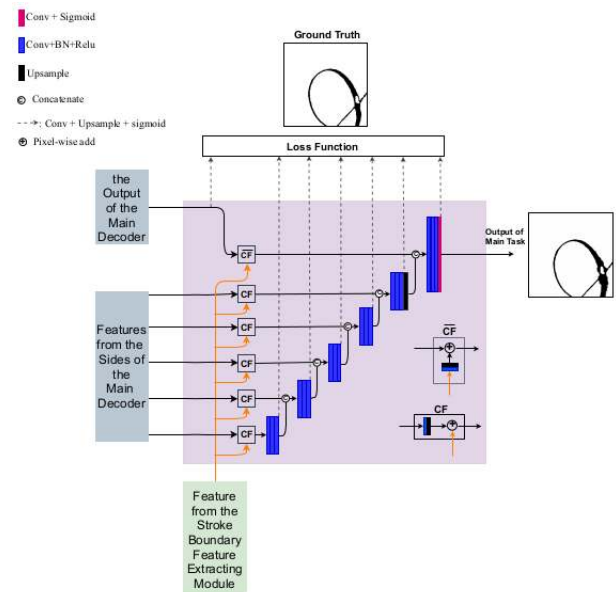 Conv + Sigmoid
Conv+BN+Relu
Upsample
© Concatenate
---->: Conv + Upsample + sigmoid
⊕ Pixel-wise add
Ground Truth
Loss Function
the
Output
of the
Main
Decoder
Output of
Main Task
Features
from the
Sides of
the
Main
Decoder
CF
CF
CF
CF
CF
CF
C
C
C
C
C
CF
CF
Feature
from the
Stroke
Boundary
Feature
Extracting
Module